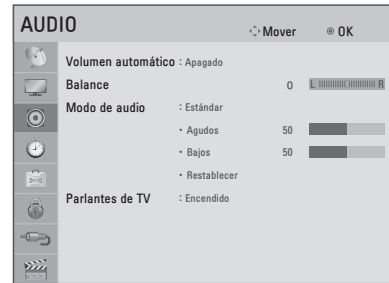 AUDIO Mover OK
Volumen automático : Apagado
Balance 0 L R
Modo de audio : Estándar
• Agudos 50
• Bajos 50
• Restablecer
Parlantes de TV : Encendido